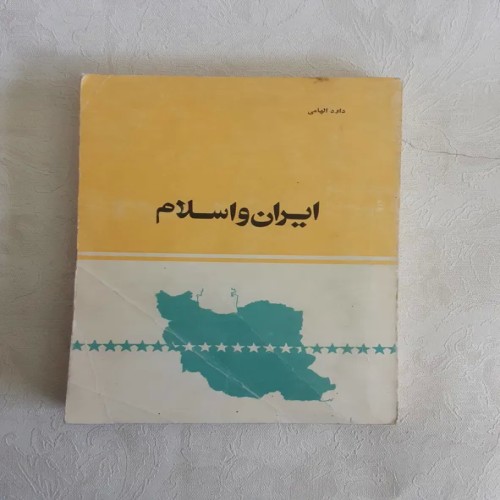 داود الهامی
ایران و اسلام